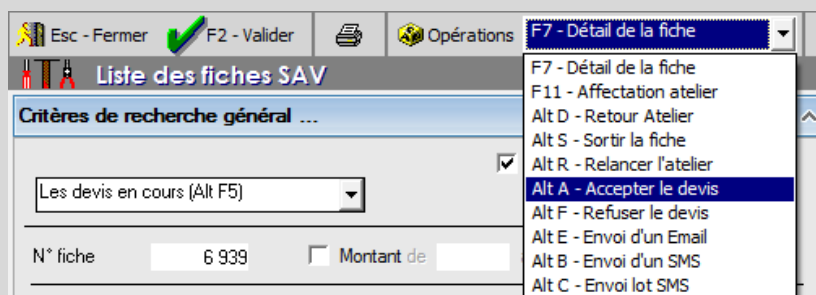 Esc - Fermer F2 - Valider Opérations F7 - Détail de la fiche
Liste des fiches SAV
Critères de recherche général ...
Les devis en cours (Alt F5)
N° fiche 6 939 Montant de
F7 - Détail de la fiche
F11 - Affectation atelier
Alt D - Retour Atelier
Alt S - Sortir la fiche
Alt R - Relancer l'atelier
Alt A - Accepter le devis
Alt F - Refuser le devis
Alt E - Envoi d'un Email
Alt B - Envoi d'un SMS
Alt C - Envoi lot SMS